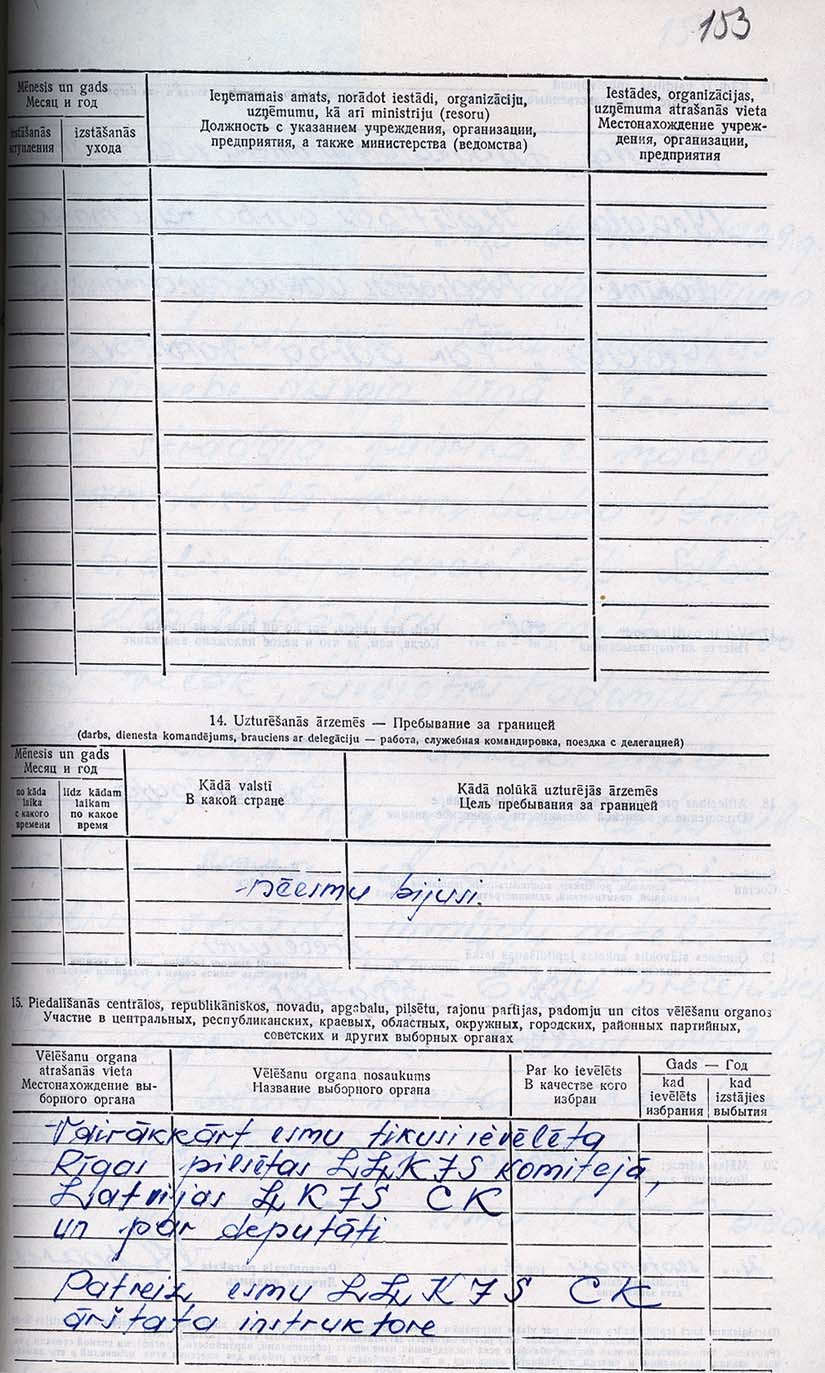 153
Mēnesis un gads
Месяц и год
iestāšanās
вступления
izstāšanās
ухода
Ieņemamais amats, norādot iestādi, organizāciju,
uzņēmumu, kā arī ministriju (resoru)
Должность с указанием учреждения, организации,
предприятия, а также министерства (ведомства)
Iestādes, organizācijas,
uzņēmuma atrašanās vieta
Местонахождение учреж-
дения, организации,
предприятия
14. Uzturēšanās ārzemēs — Пребывание за границей
(darbs, dienesta komandējums, brauciens ar delegāciju — работа, служебная командировка, поездка с делегацией)
Mēnesis un gads
Месяц и год
no kāda
laika
с какого
времени
līdz kādam
laikam
по какое
время
Kādā valstī
В какой стране
Kādā nolūkā uzturējās ārzemēs
Цель пребывания за границей
neesmu bijusi.
15. Piedalīšanās centrālos, republikāniskos, novadu, apgabalu, pilsētu, rajonu partijas, padomju un citos vēlēšanu organos
Участие в центральных, республиканских, краевых, областных, окружных, городских, районных партийных,
советских и других выборных органах
Vēlēšanu organa
atrašanās vieta
Местонахождение вы-
борного органа
Vēlēšanu organa nosaukums
Название выборного органа
Par ko ievēlēts
В качестве кого
избран
Gads — Год
kad
ievēlēts
избрания
kad
izstājies
выбытия
Vairākkārt esmu tikusi ievēlēta
Rīgas pilsētas LĻKJS komitejā,
Latvijas ĻKJS CK
un par deputāti
Patreiz esmu LĻKJS CK
ārštata instruktore